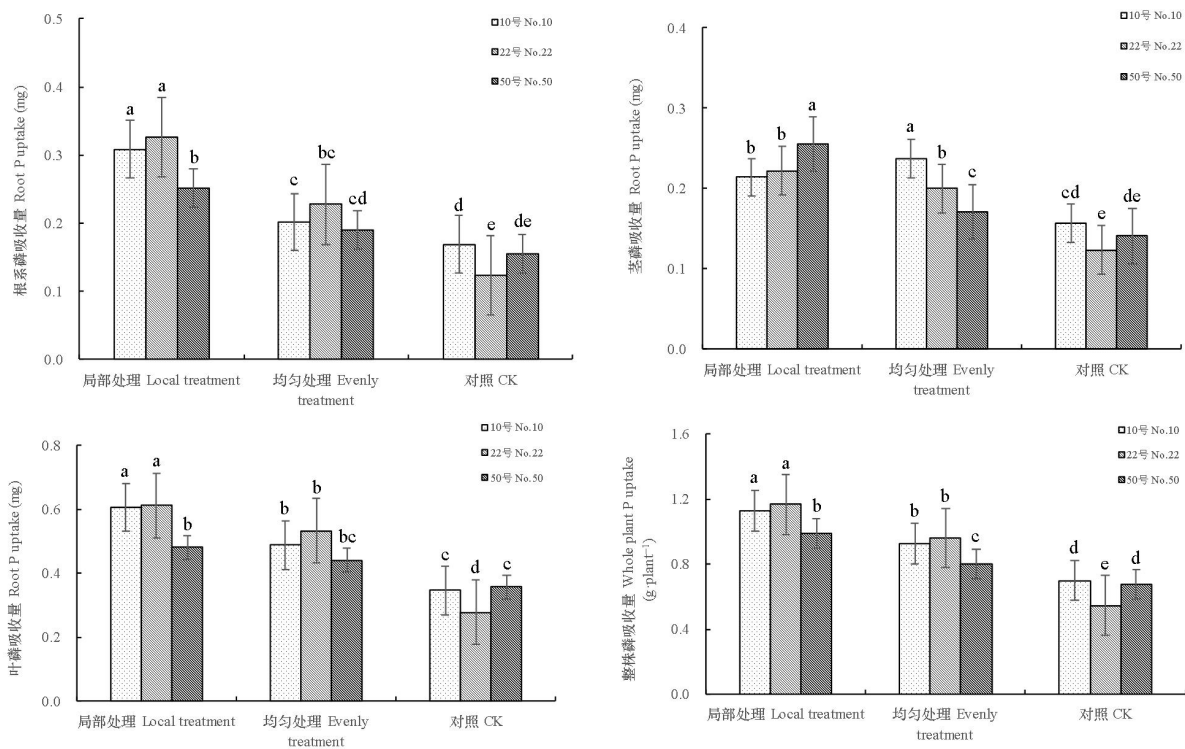 0.5
0.4
0.3
0.2
0.1
0.0
根系磷吸收量 Root P uptake (mg)
10号 No.10
22号 No.22
50号 No.50
a
a
b
c
bc
cd
d
e
de
局部处理 Local treatment
均匀处理 Evenly
treatment
对照 CK
0.4
0.3
0.2
0.1
0.0
茎磷吸收量 Root P uptake (mg)
10号 No.10
22号 No.22
50号 No.50
b
b
a
a
b
c
cd
e
de
局部处理 Local treatment
均匀处理 Evenly
treatment
对照 CK
0.8
0.6
0.4
0.2
0.0
叶磷吸收量 Root P uptake (mg)
10号 No.10
22号 No.22
50号 No.50
a
a
b
b
b
bc
c
d
c
局部处理 Local treatment
均匀处理 Evenly
treatment
对照 CK
1.6
1.2
0.8
0.4
0.0
整株磷吸收量 Whole plant P uptake
(g·plant⁻¹)
10号 No.10
22号 No.22
50号 No.50
a
a
b
b
b
c
d
e
d
局部处理 Local treatment
均匀处理 Evenly
treatment
对照 CK